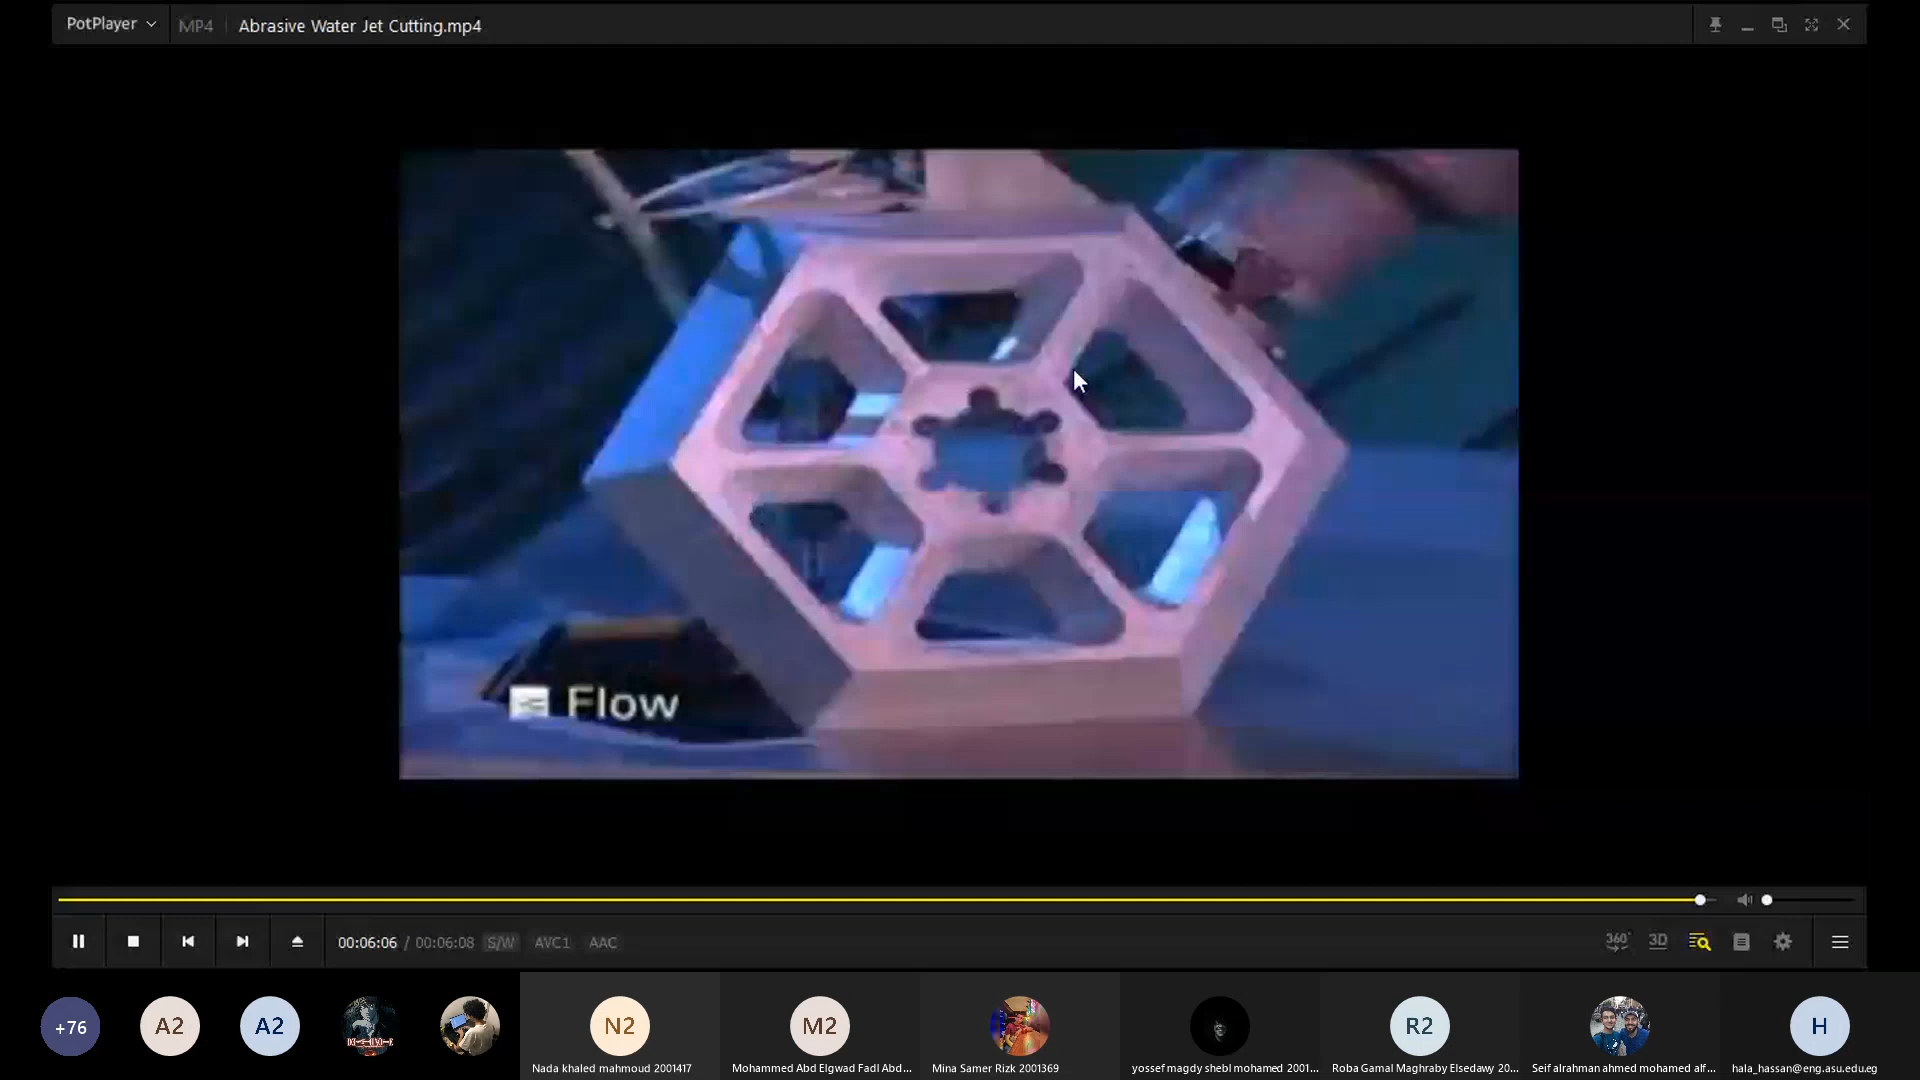 PotPlayer
MP4
Abrasive Water Jet Cutting.mp4
Flow
00:06:06 / 00:06:08 S/W AVC1 AAC
360°
3D
+76
A2
A2
N2
M2
R2
H
Nada khaled mahmoud 2001417
Mohammed Abd Elgwad Fadl Abd...
Mina Samer Rizk 2001369
yossef magdy shebl mohamed 2001...
Roba Gamal Maghraby Elsedawy 20...
Seif alrahman ahmed mohamed alf...
hala_hassan@eng.asu.edu.eg